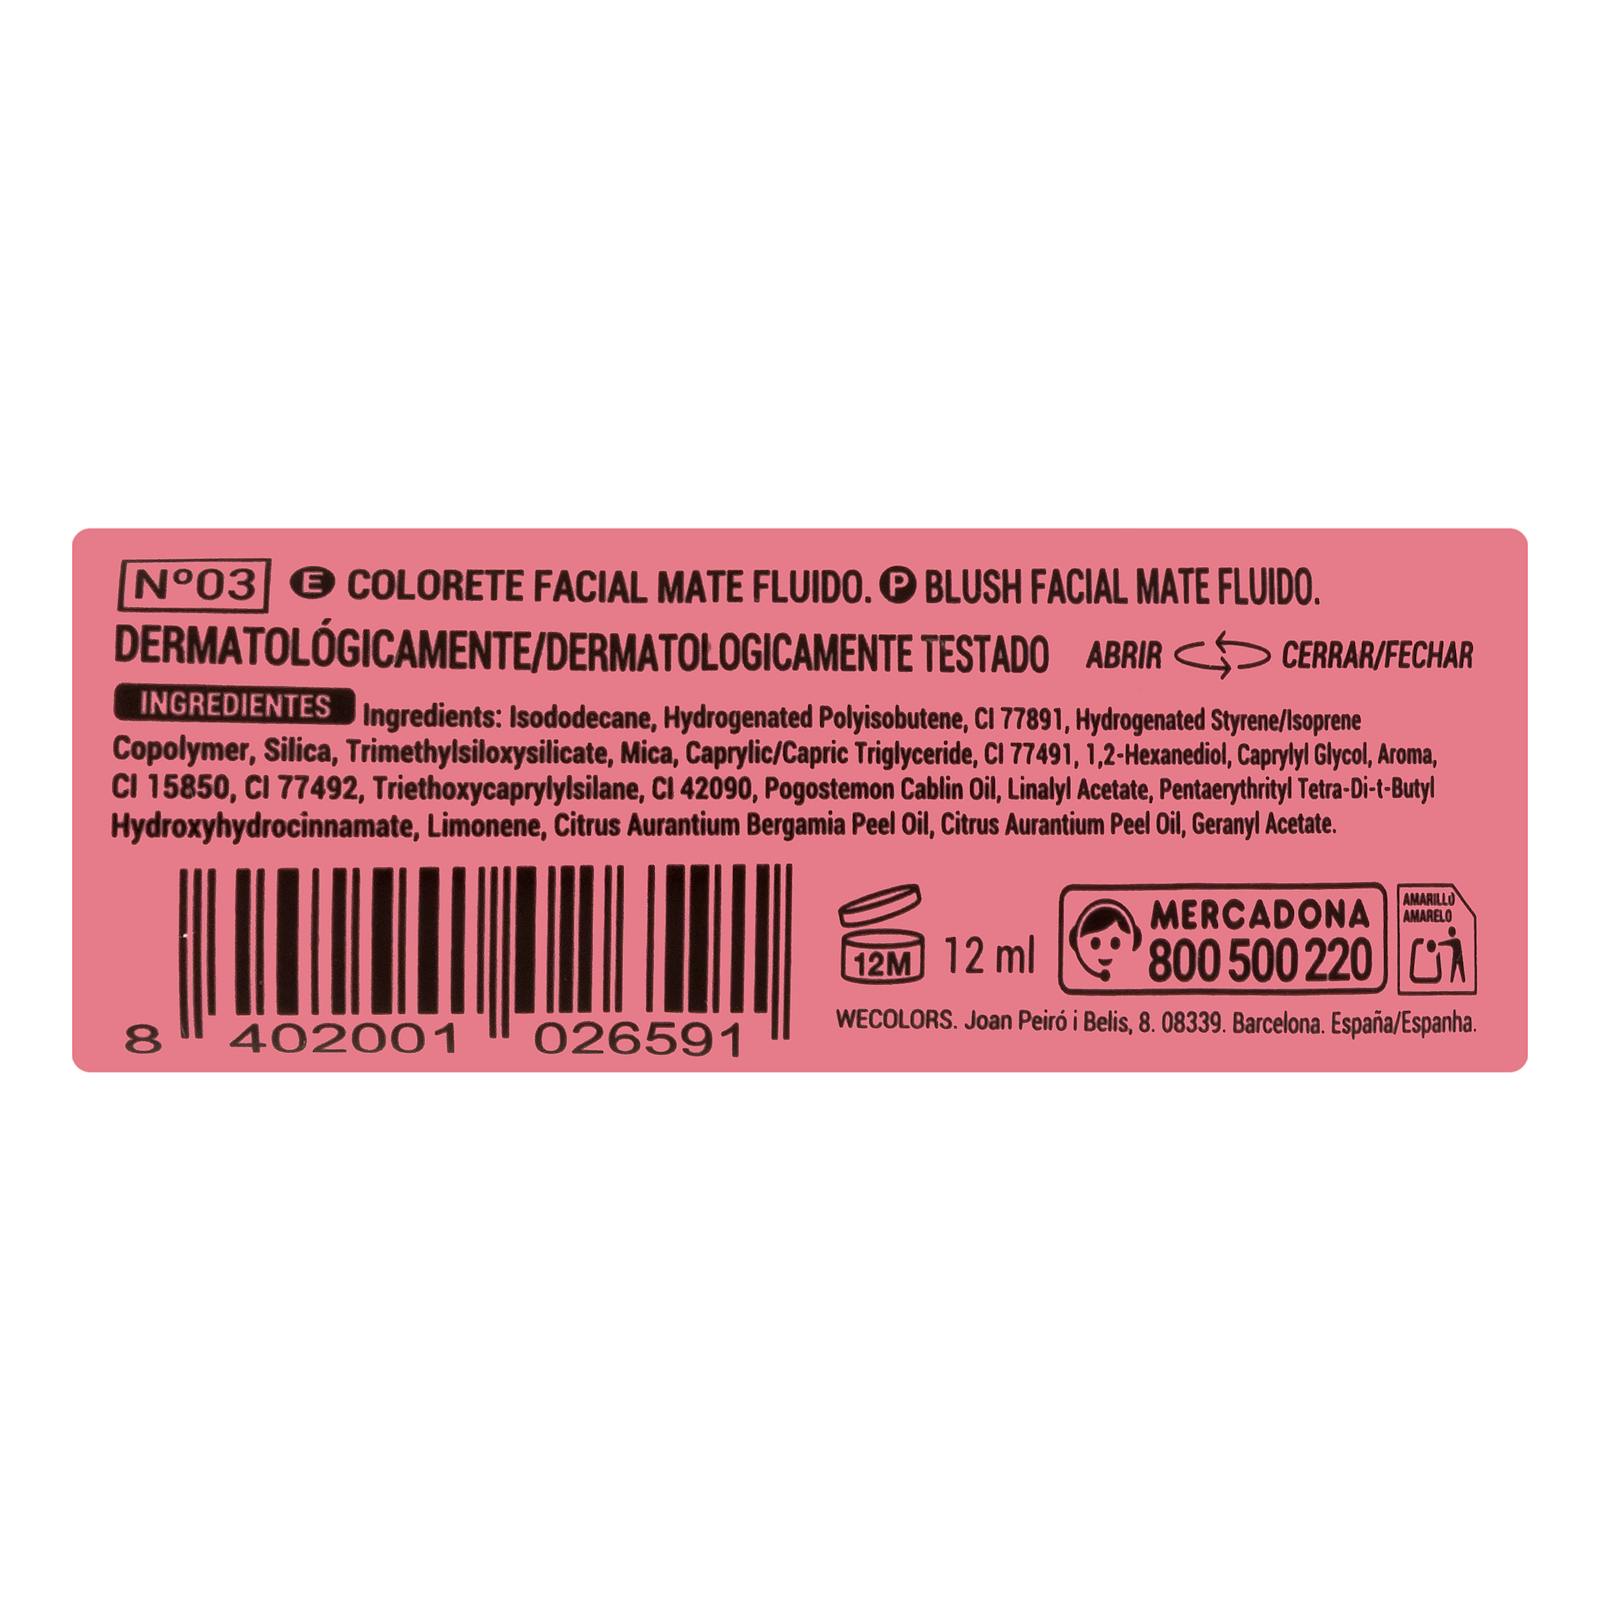 Nº03 E COLORETE FACIAL MATE FLUIDO. P BLUSH FACIAL MATE FLUIDO.
DERMATOLÓGICAMENTE/DERMATOLOGICAMENTE TESTADO ABRIR CERRAR/FECHAR
INGREDIENTES Ingredients: Isododecane, Hydrogenated Polyisobutene, CI 77891, Hydrogenated Styrene/Isoprene
Copolymer, Silica, Trimethylsiloxysilicate, Mica, Caprylic/Capric Triglyceride, CI 77491, 1,2-Hexanediol, Caprylyl Glycol, Aroma,
CI 15850, CI 77492, Triethoxycaprylylsilane, CI 42090, Pogostemon Cablin Oil, Linalyl Acetate, Pentaerythrityl Tetra-Di-t-Butyl
Hydroxyhydrocinnamate, Limonene, Citrus Aurantium Bergamia Peel Oil, Citrus Aurantium Peel Oil, Geranyl Acetate.
12M 12 ml
MERCADONA
800 500 220
AMARILLO
AMARELO
WECOLORS. Joan Peiró i Belis, 8. 08339. Barcelona. España/Espanha.
8 402001 026591